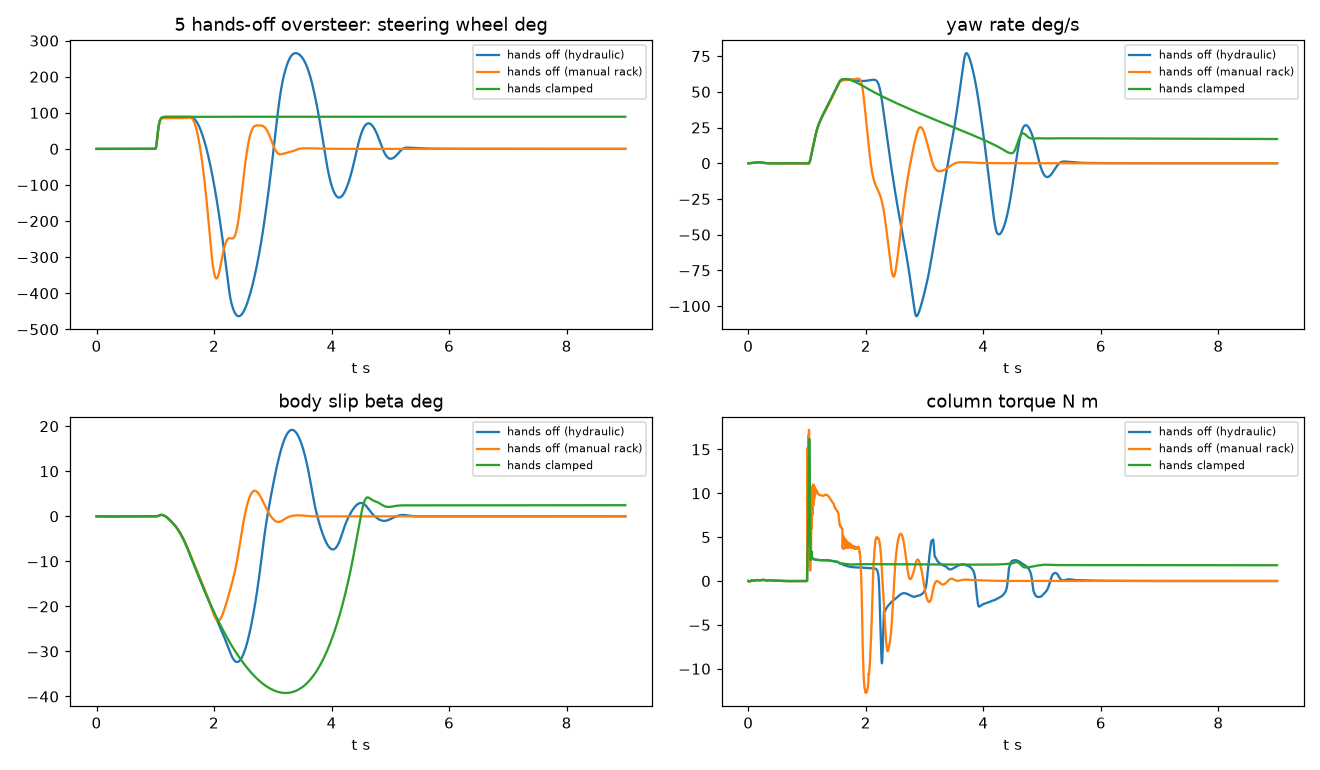 5 hands-off oversteer: steering wheel deg
300
200
100
0
−100
−200
−300
−400
−500
0 2 4 6 8
t s
hands off (hydraulic)
hands off (manual rack)
hands clamped
yaw rate deg/s
75
50
25
0
−25
−50
−75
−100
0 2 4 6 8
t s
hands off (hydraulic)
hands off (manual rack)
hands clamped
body slip beta deg
20
10
0
−10
−20
−30
−40
0 2 4 6 8
t s
hands off (hydraulic)
hands off (manual rack)
hands clamped
column torque N m
15
10
5
0
−5
−10
0 2 4 6 8
t s
hands off (hydraulic)
hands off (manual rack)
hands clamped